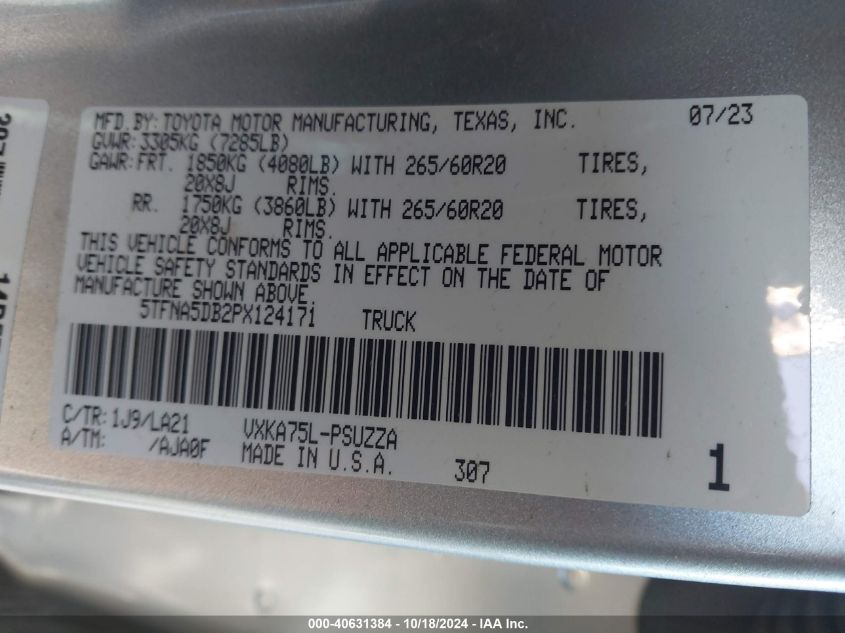 MFD.BY: TOYOTA MOTOR MANUFACTURING, TEXAS, INC. 07/23
GVWR: 3305KG (7285LB)
GAWR: FRT. 1850KG (4080LB) WITH 265/60R20 TIRES,
20X8J RIMS.
RR. 1750KG (3860LB) WITH 265/60R20 TIRES,
20X8J RIMS.
THIS VEHICLE CONFORMS TO ALL APPLICABLE FEDERAL MOTOR
VEHICLE SAFETY STANDARDS IN EFFECT ON THE DATE OF
MANUFACTURE SHOWN ABOVE.
5TFNA5DB2PX124171 TRUCK
C/TR: 1J9/LA21 VXKA75L-PSUZZA
A/TM: /AJA0F MADE IN U.S.A. 307 1
000-40631384 - 10/18/2024 - IAA Inc.